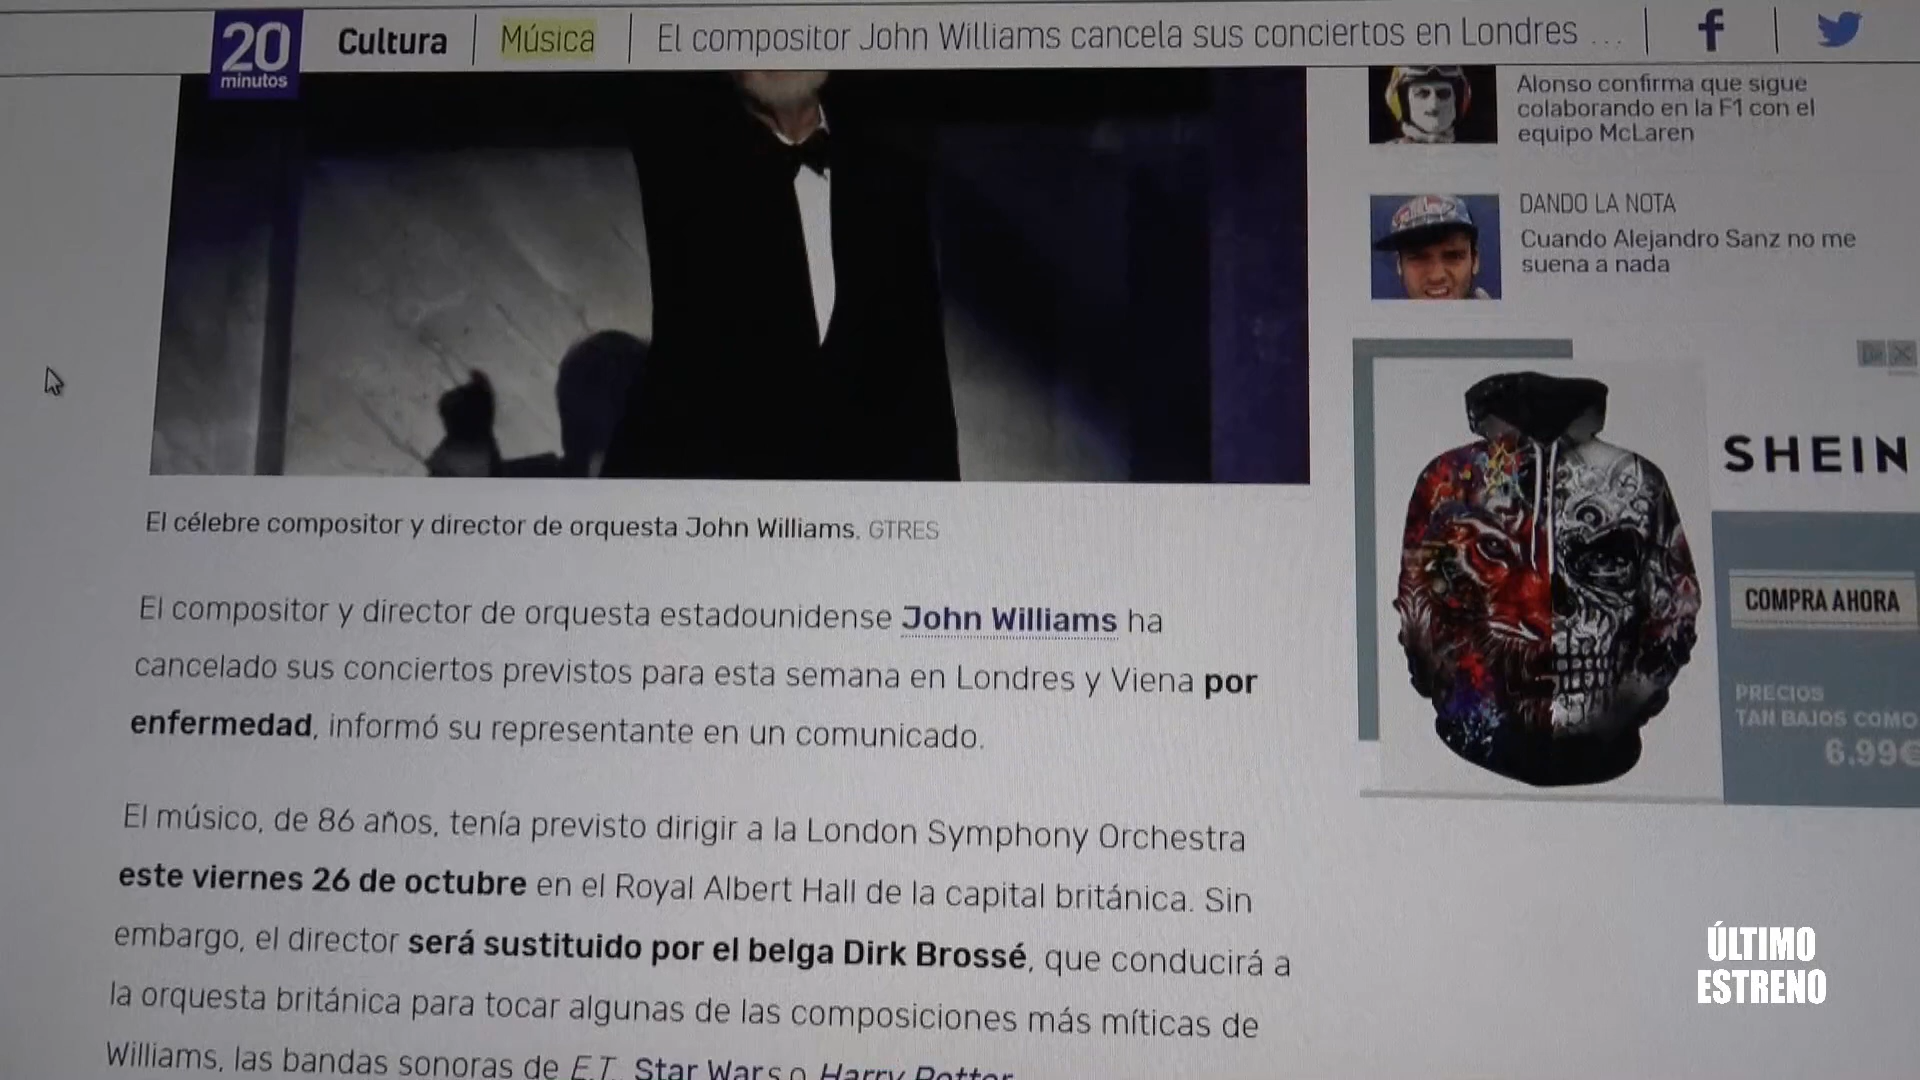 20
minutos
Cultura
Música
El compositor John Williams cancela sus conciertos en Londres ...
Alonso confirma que sigue
colaborando en la F1 con el
equipo McLaren
DANDO LA NOTA
Cuando Alejandro Sanz no me
suena a nada
SHEIN
COMPRA AHORA
PRECIOS
TAN BAJOS COMO
6.99€
El célebre compositor y director de orquesta John Williams. GTRES
El compositor y director de orquesta estadounidense John Williams ha
cancelado sus conciertos previstos para esta semana en Londres y Viena por
enfermedad, informó su representante en un comunicado.
El músico, de 86 años, tenía previsto dirigir a la London Symphony Orchestra
este viernes 26 de octubre en el Royal Albert Hall de la capital británica. Sin
embargo, el director será sustituido por el belga Dirk Brossé, que conducirá a
la orquesta británica para tocar algunas de las composiciones más míticas de
Williams, las bandas sonoras de E.T. Star Wars o Harry Potter
ÚLTIMO
ESTRENO